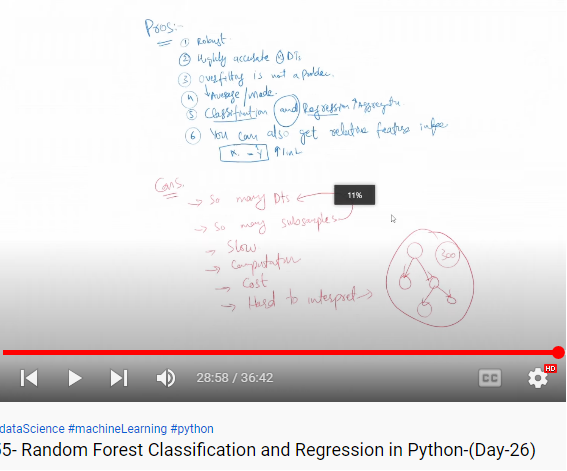 Pros:-
① Robust
② Highly accurate DTs
③ Overfitting is not a problem.
④ Average/mode.
⑤ Classification and Regression
⑥ You can also get relative feature
x. - Y
Cons.
→ So many DTs
11%
→ So many subsamples
→ Slow
→ Computation
→ Cost
→ Hard to interpret →
300
28:58 / 36:42
CC
HD
dataScience #machineLearning #python
55- Random Forest Classification and Regression in Python-(Day-26)